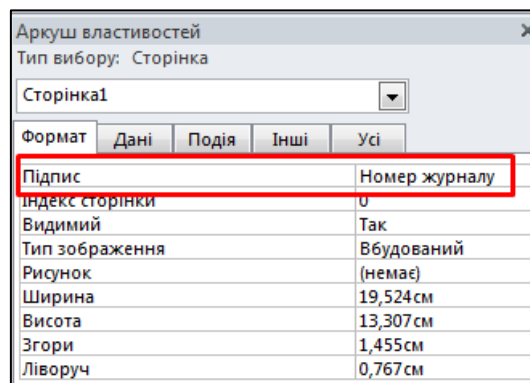 Аркуш властивостей
Тип вибору: Сторінка
Сторінка1
Формат Дані Подія Інші Усі
Підпис Номер журналу
Індекс сторінки 0
Видимий Так
Тип зображення Вбудований
Рисунок (немає)
Ширина 19,524см
Висота 13,307см
Згори 1,455см
Ліворуч 0,767см